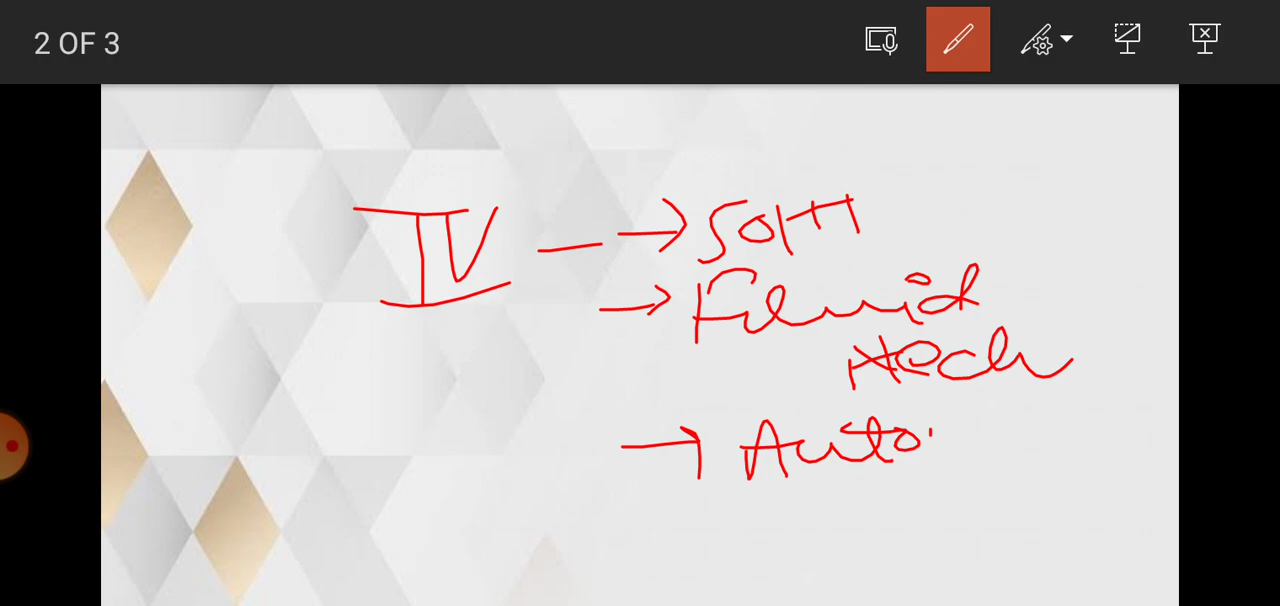 2 OF 3
IV – → SOM
→ Fluid
Mech
→ Auto